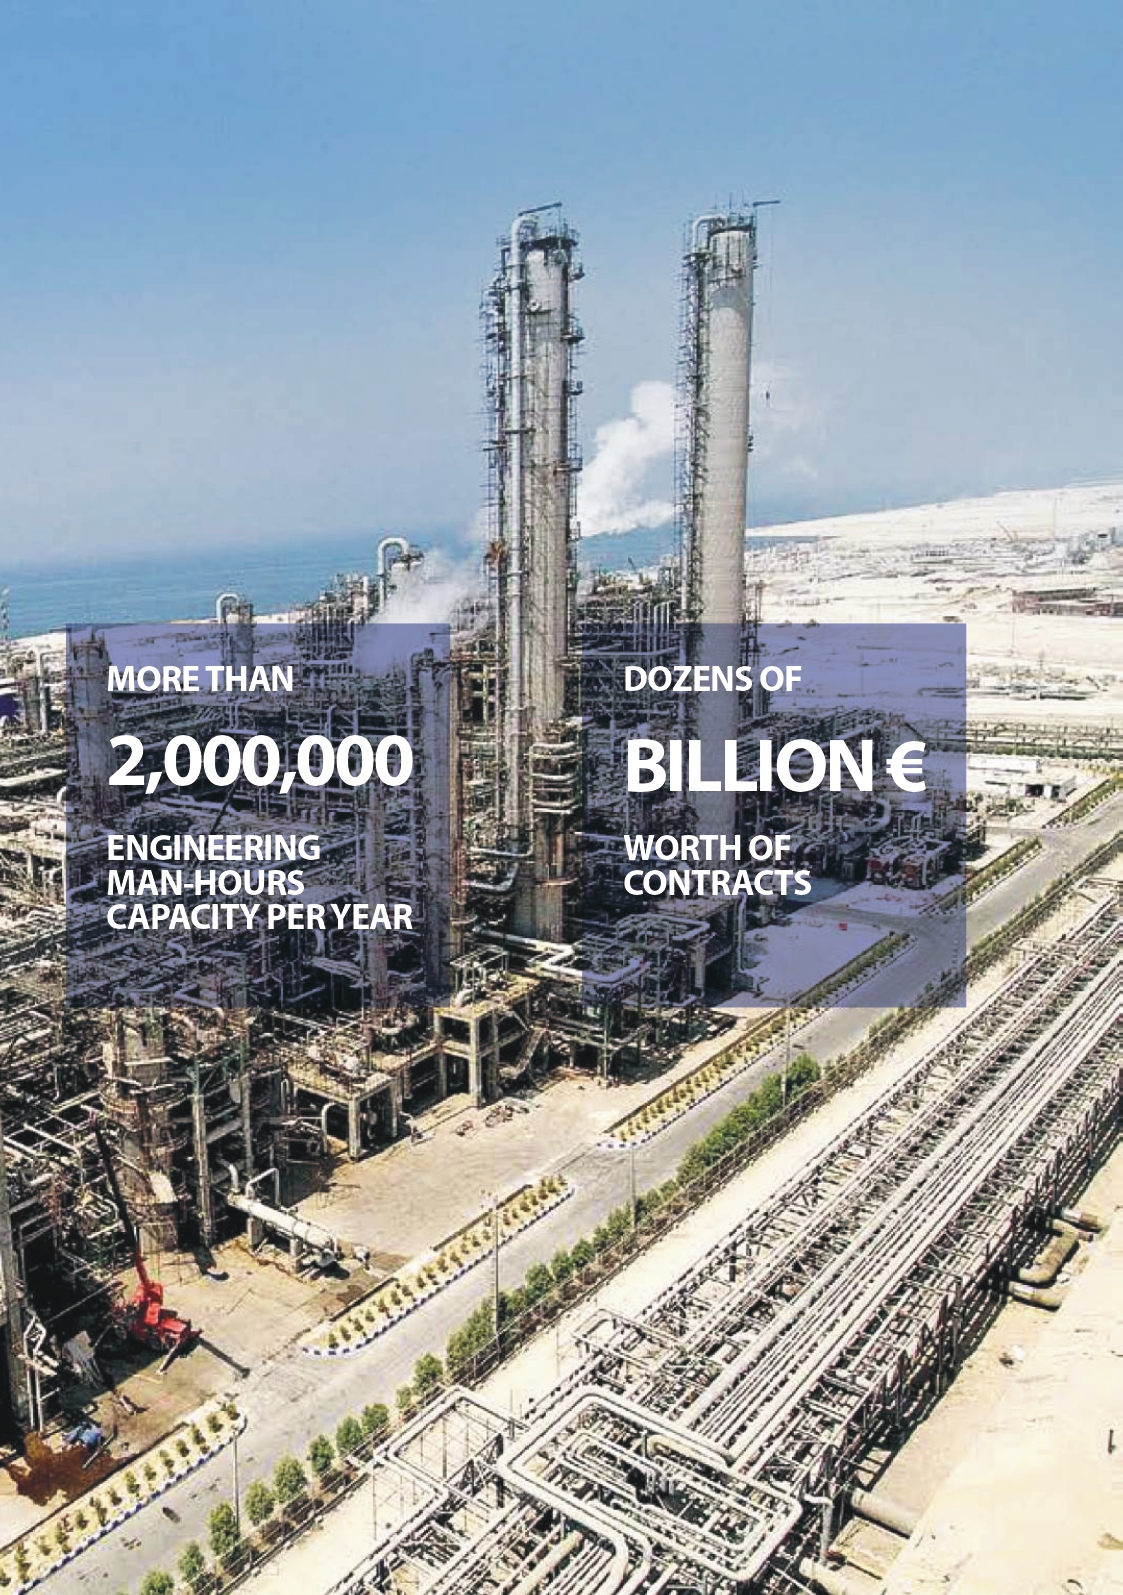 MORE THAN
2,000,000
ENGINEERING
MAN-HOURS
CAPACITY PER YEAR
DOZENS OF
BILLION €
WORTH OF
CONTRACTS